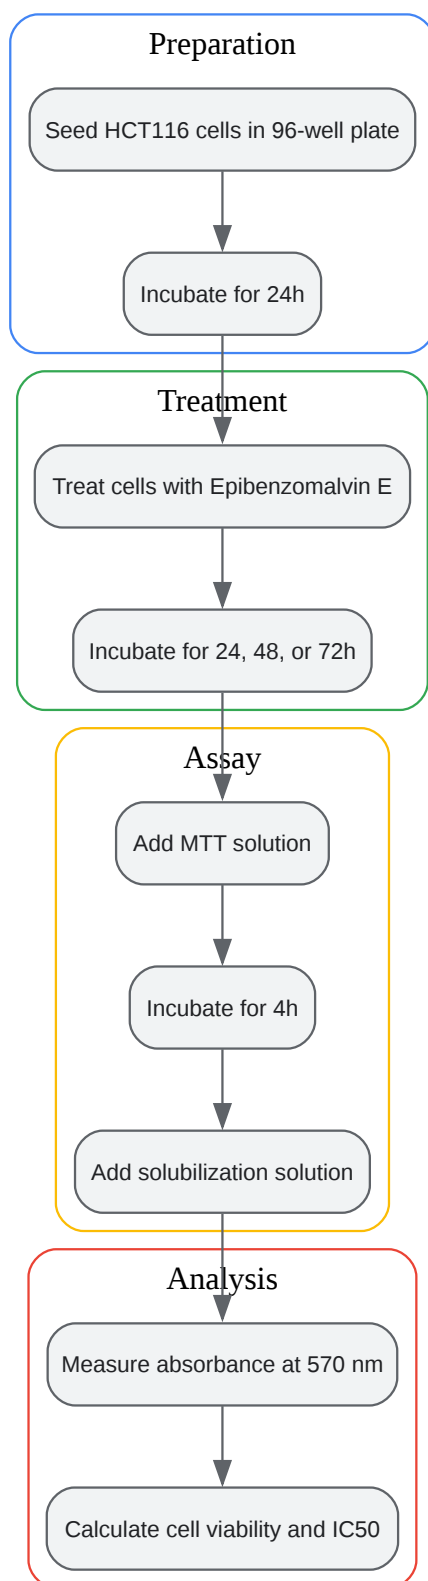 Preparation
Seed HCT116 cells in 96-well plate
Incubate for 24h
Treatment
Treat cells with Epibenzomalvin E
Incubate for 24, 48, or 72h
Assay
Add MTT solution
Incubate for 4h
Add solubilization solution
Analysis
Measure absorbance at 570 nm
Calculate cell viability and IC50